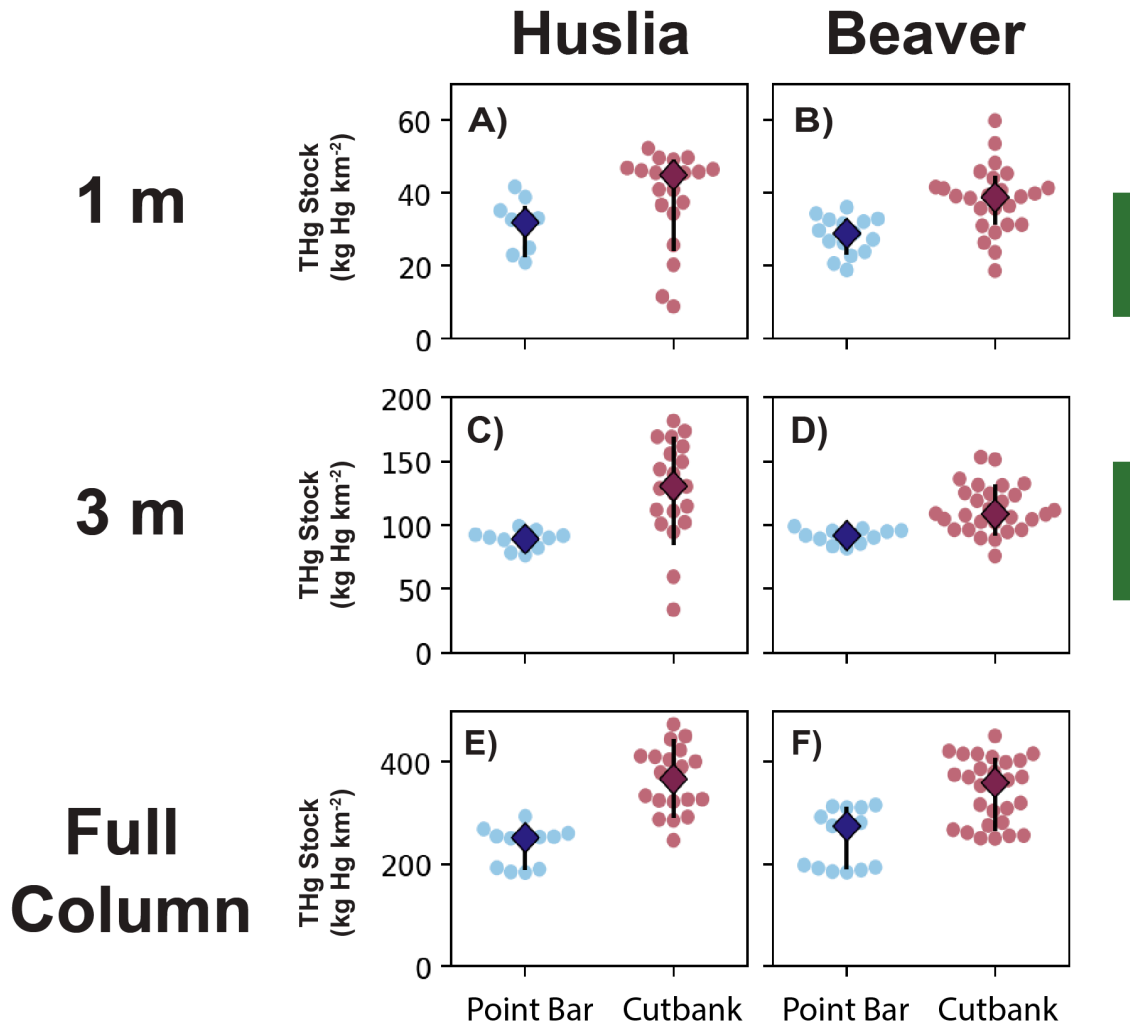 Huslia Beaver
1 m
THg Stock
(kg Hg km⁻²)
60
40
20
0
A)
B)
3 m
THg Stock
(kg Hg km⁻²)
200
150
100
50
0
C)
D)
Full
Column
THg Stock
(kg Hg km⁻²)
400
200
0
E)
F)
Point Bar Cutbank Point Bar Cutbank